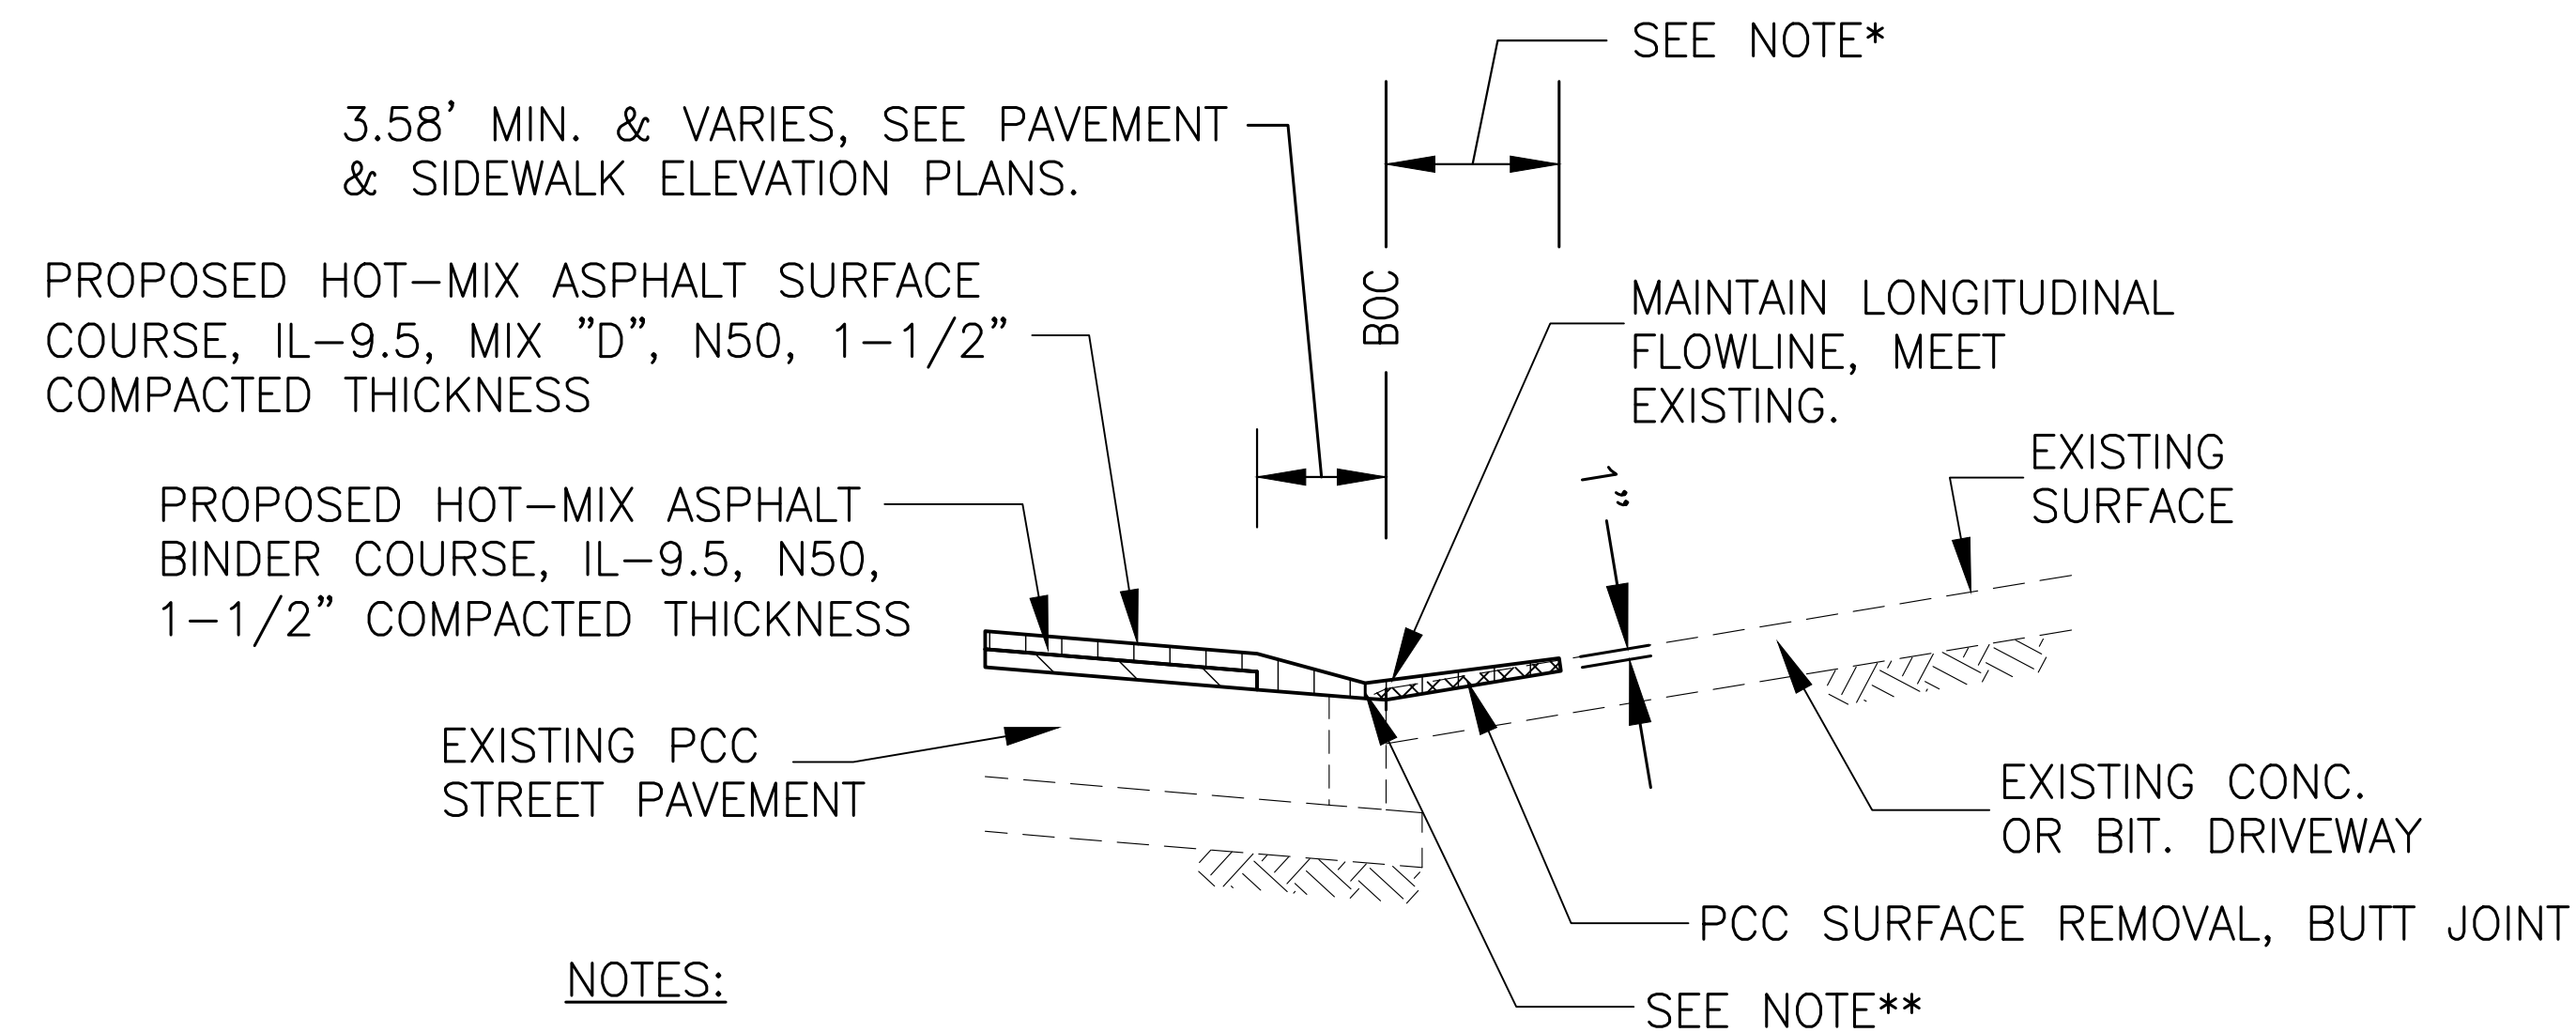 SEE NOTE*
3.58' MIN. & VARIES, SEE PAVEMENT
& SIDEWALK ELEVATION PLANS.
PROPOSED HOT-MIX ASPHALT SURFACE
COURSE, IL-9.5, MIX "D", N50, 1-1/2"
COMPACTED THICKNESS
BOC
MAINTAIN LONGITUDINAL
FLOWLINE, MEET
EXISTING.
1"
EXISTING
SURFACE
PROPOSED HOT-MIX ASPHALT
BINDER COURSE, IL-9.5, N50,
1-1/2" COMPACTED THICKNESS
EXISTING PCC
STREET PAVEMENT
EXISTING CONC.
OR BIT. DRIVEWAY
PCC SURFACE REMOVAL, BUTT JOINT
NOTES:
SEE NOTE**